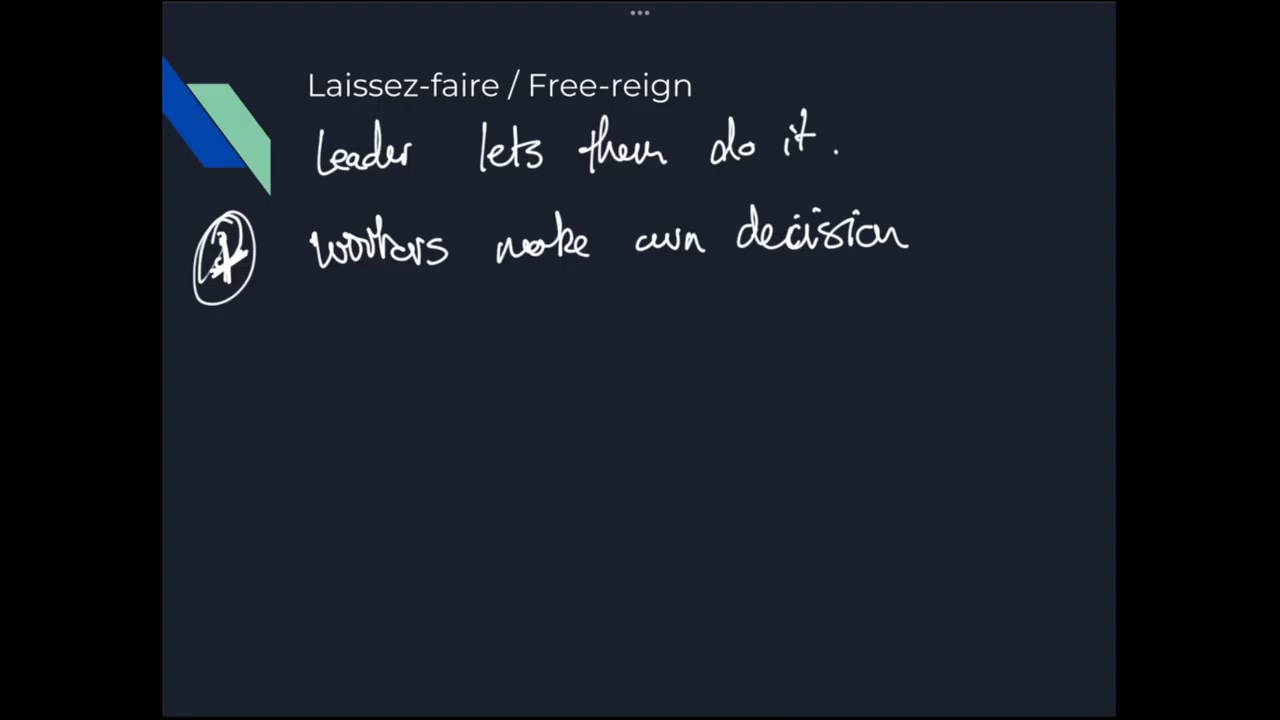 Laissez-faire / Free-reign
Leader lets them do it.
workers make own decision